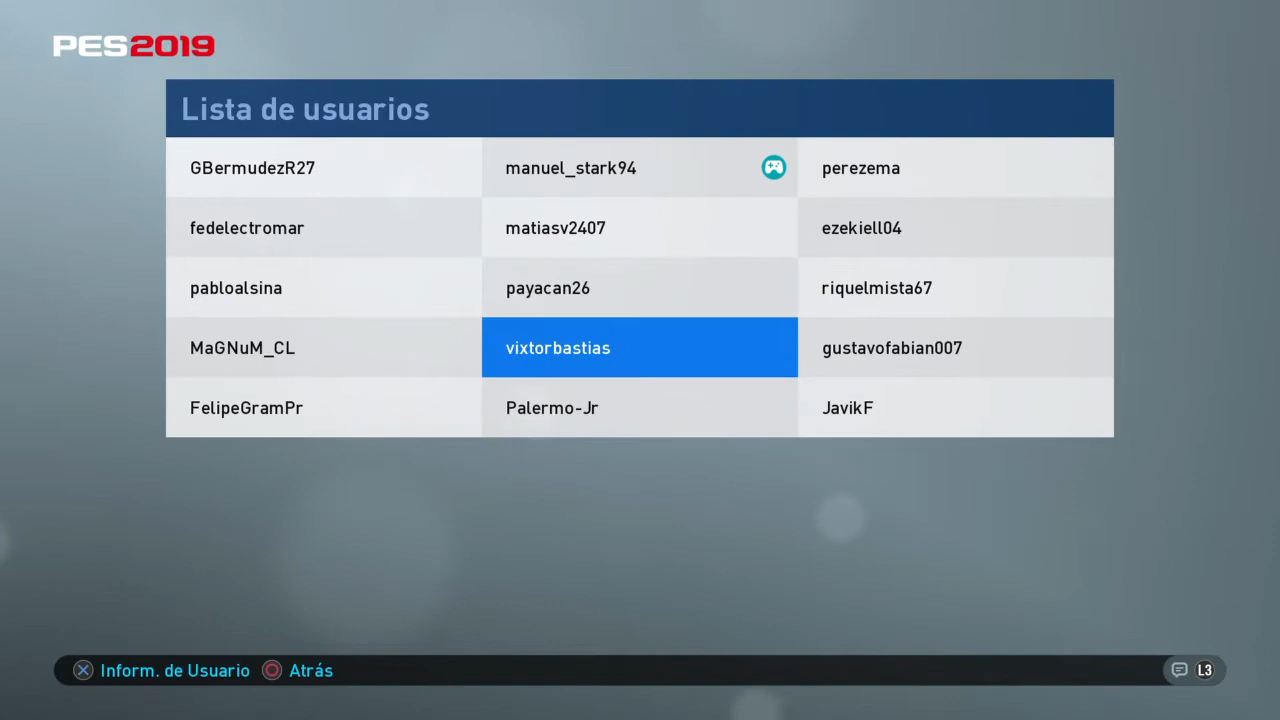 PES2019
Lista de usuarios
GBermudezR27 manuel_stark94 perezema
fedelectromar matiasv2407 ezekiell04
pabloalsina payacan26 riquelmista67
MaGNuM_CL vixtorbastias gustavofabian007
FelipeGramPr Palermo-Jr JavikF
Inform. de Usuario Atrás L3